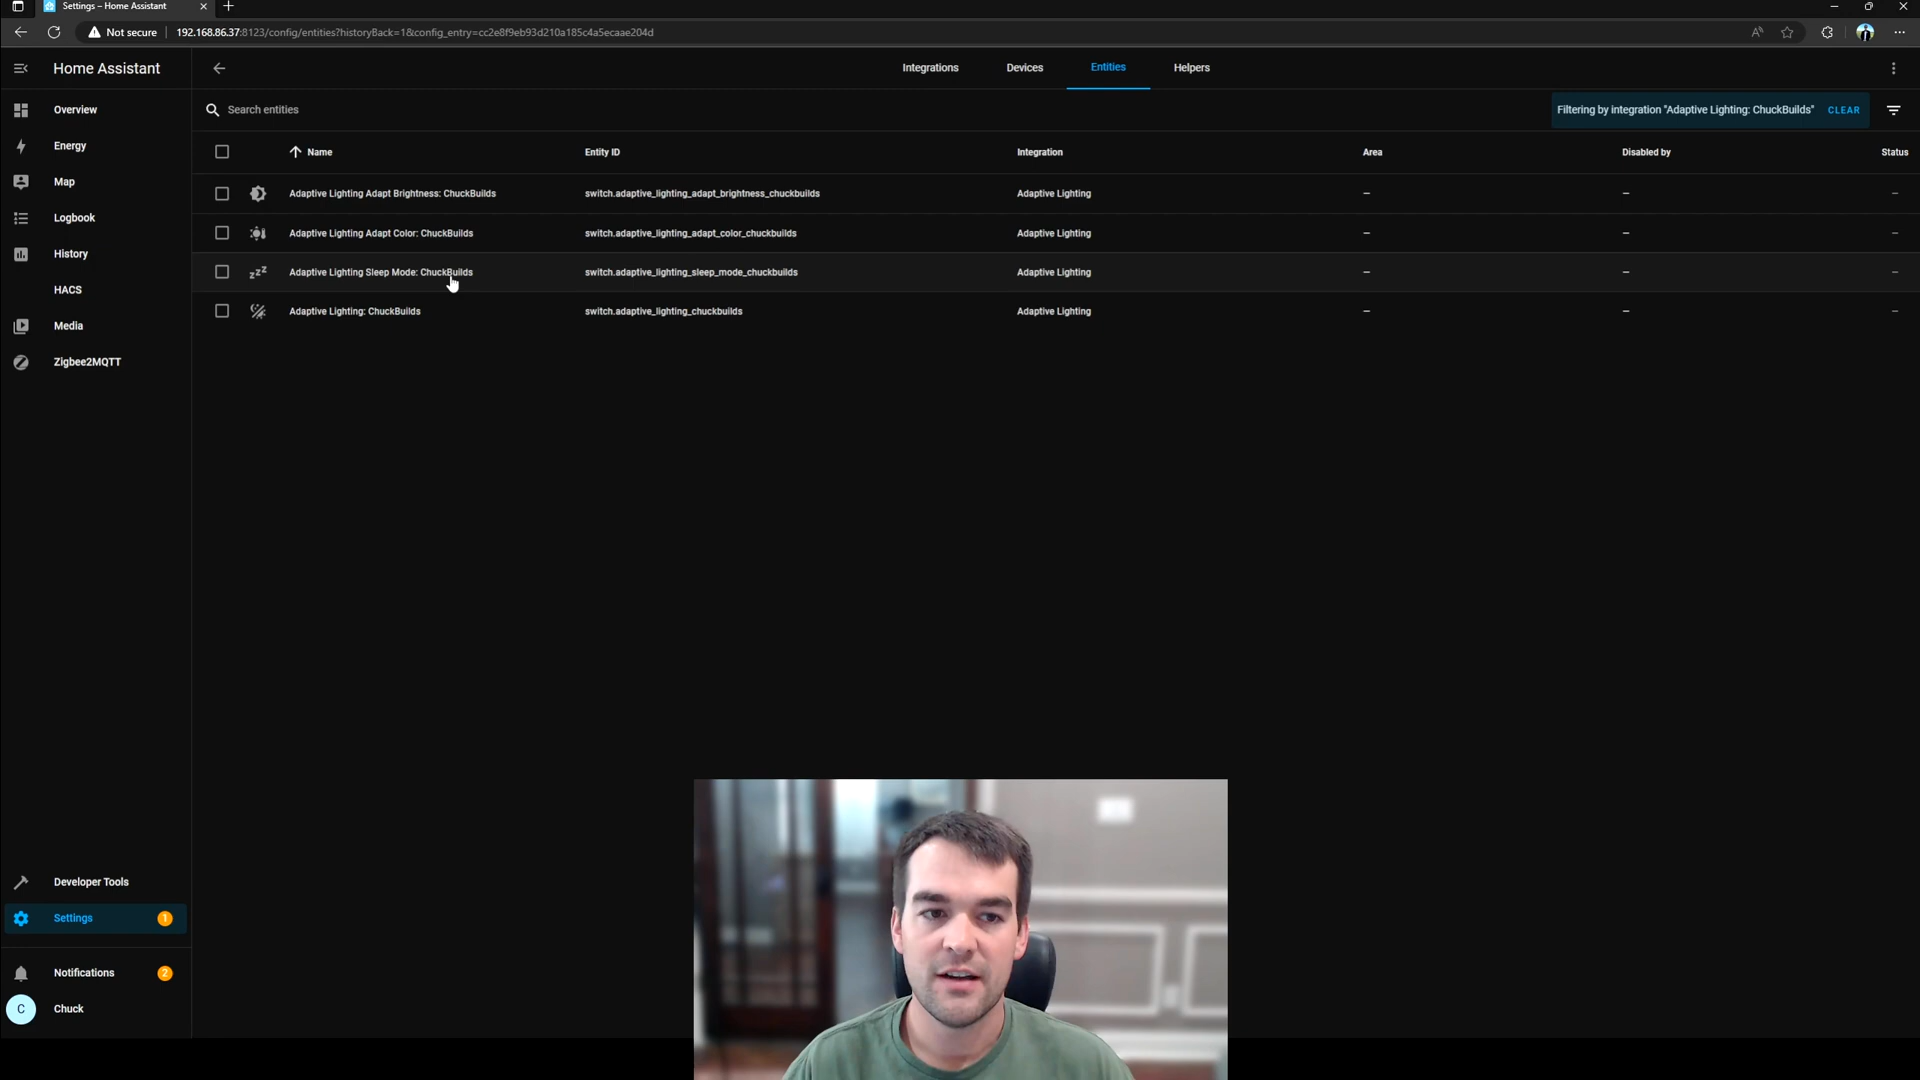 Settings – Home Assistant
Not secure
192.168.86.37:8123/config/entities?historyBack=1&config_entry=cc2e8f9eb93d210a185c4a5ecaae204d
Home Assistant
Integrations
Devices
Entities
Helpers
Overview
Search entities
Filtering by integration "Adaptive Lighting: ChuckBuilds"
CLEAR
Energy
Name
Entity ID
Integration
Area
Disabled by
Status
Map
Adaptive Lighting Adapt Brightness: ChuckBuilds
switch.adaptive_lighting_adapt_brightness_chuckbuilds
Adaptive Lighting
–
–
–
Logbook
Adaptive Lighting Adapt Color: ChuckBuilds
switch.adaptive_lighting_adapt_color_chuckbuilds
Adaptive Lighting
–
–
–
History
Adaptive Lighting Sleep Mode: ChuckBuilds
switch.adaptive_lighting_sleep_mode_chuckbuilds
Adaptive Lighting
–
–
–
HACS
Adaptive Lighting: ChuckBuilds
switch.adaptive_lighting_chuckbuilds
Adaptive Lighting
–
–
–
Media
Zigbee2MQTT
Developer Tools
Settings
1
Notifications
2
C
Chuck